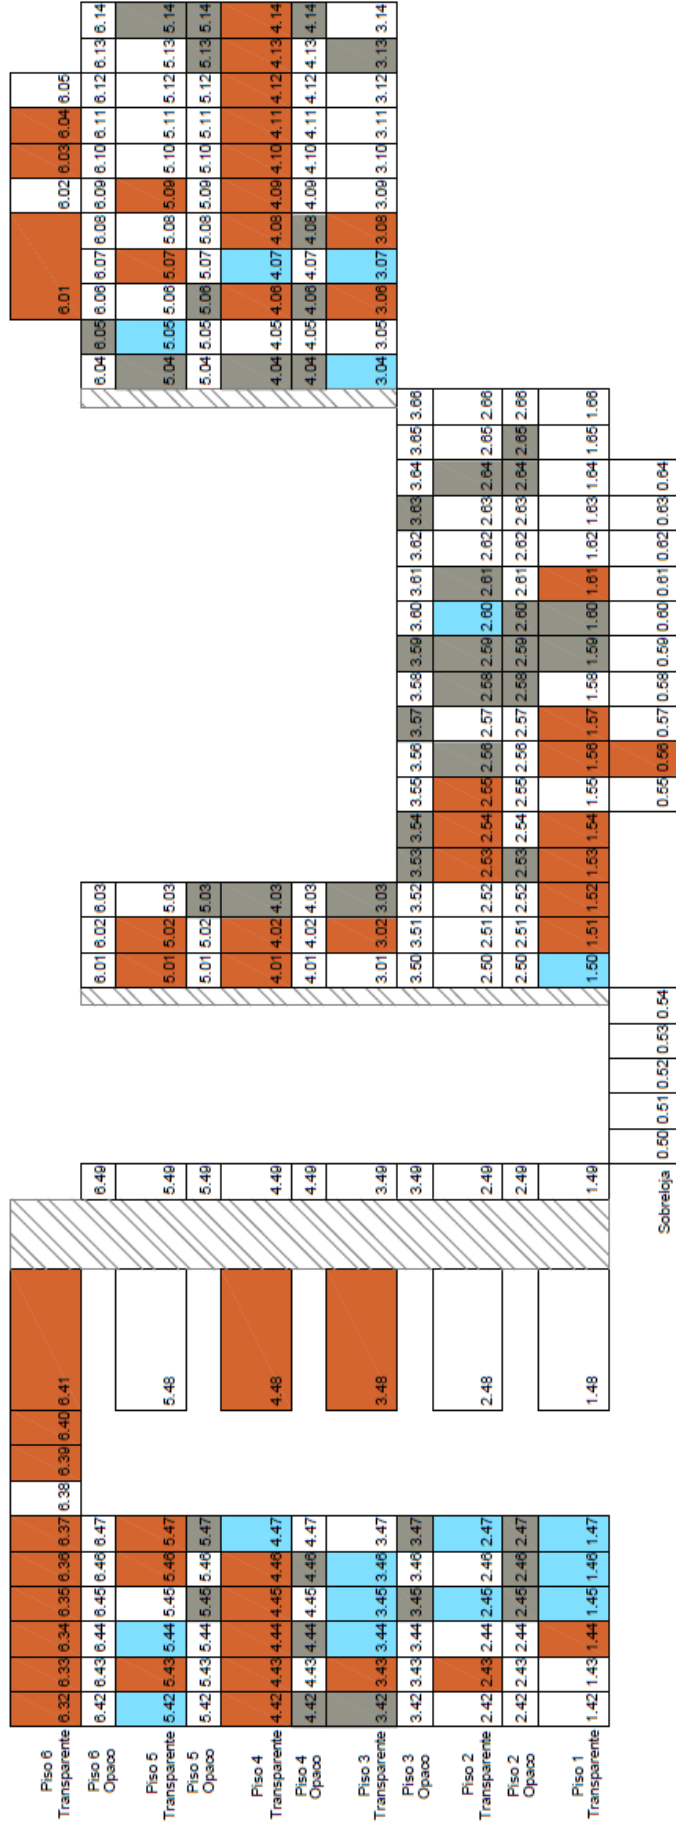 Piso 6
Transparente 6.32 6.33 6.34 6.35 6.36 6.37 6.38 6.39 6.40 6.41 6.01 6.02 6.03 6.04 6.05
Piso 6
Opaco 6.42 6.43 6.44 6.45 6.46 6.47 6.49 6.01 6.02 6.03 6.04 6.05 6.06 6.07 6.08 6.09 6.10 6.11 6.12 6.13 6.14
Piso 5
Transparente 5.42 5.43 5.44 5.45 5.46 5.47 5.48 5.49 5.01 5.02 5.03 5.04 5.05 5.06 5.07 5.08 5.09 5.10 5.11 5.12 5.13 5.14
Piso 5
Opaco 5.42 5.43 5.44 5.45 5.46 5.47 5.49 5.01 5.02 5.03 5.04 5.05 5.06 5.07 5.08 5.09 5.10 5.11 5.12 5.13 5.14
Piso 4
Transparente 4.42 4.43 4.44 4.45 4.46 4.47 4.48 4.49 4.01 4.02 4.03 4.04 4.05 4.06 4.07 4.08 4.09 4.10 4.11 4.12 4.13 4.14
Piso 4
Opaco 4.42 4.43 4.44 4.45 4.46 4.47 4.49 4.01 4.02 4.03 4.04 4.05 4.06 4.07 4.08 4.09 4.10 4.11 4.12 4.13 4.14
Piso 3
Transparente 3.42 3.43 3.44 3.45 3.46 3.47 3.48 3.49 3.01 3.02 3.03 3.04 3.05 3.06 3.07 3.08 3.09 3.10 3.11 3.12 3.13 3.14
Piso 3
Opaco 3.42 3.43 3.44 3.45 3.46 3.47 3.49 3.50 3.51 3.52 3.53 3.54 3.55 3.56 3.57 3.58 3.59 3.60 3.61 3.62 3.63 3.64 3.65 3.66
Piso 2
Transparente 2.42 2.43 2.44 2.45 2.46 2.47 2.48 2.49 2.50 2.51 2.52 2.53 2.54 2.55 2.56 2.57 2.58 2.59 2.60 2.61 2.62 2.63 2.64 2.65 2.66
Piso 2
Opaco 2.42 2.43 2.44 2.45 2.46 2.47 2.49 2.50 2.51 2.52 2.53 2.54 2.55 2.56 2.57 2.58 2.59 2.60 2.61 2.62 2.63 2.64 2.65 2.66
Piso 1
Transparente 1.42 1.43 1.44 1.45 1.46 1.47 1.48 1.49 1.50 1.51 1.52 1.53 1.54 1.55 1.56 1.57 1.58 1.59 1.60 1.61 1.62 1.63 1.64 1.65 1.66
Sobreloja 0.50 0.51 0.52 0.53 0.54 0.55 0.56 0.57 0.58 0.59 0.60 0.61 0.62 0.63 0.64